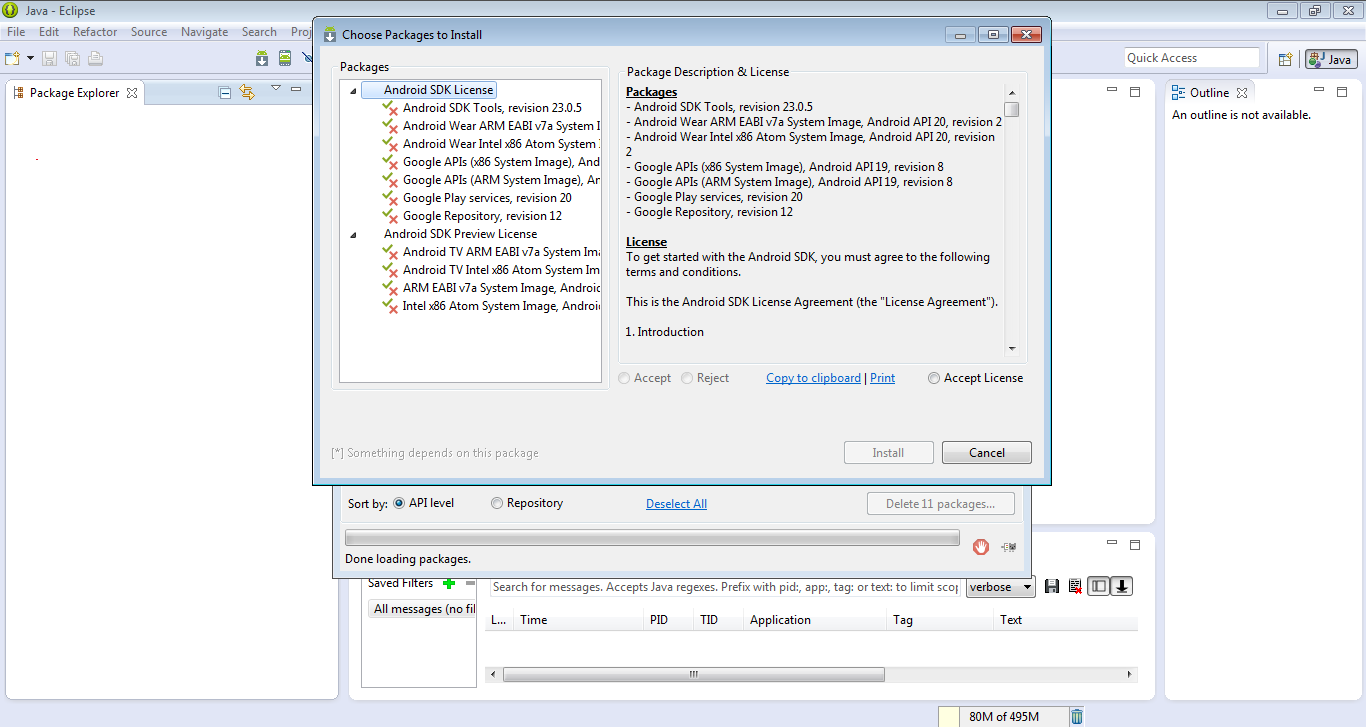 Java - Eclipse
File Edit Refactor Source Navigate Search Proj
Quick Access
Java
Package Explorer
Outline
An outline is not available.
Choose Packages to Install
Packages
Android SDK License
Android SDK Tools, revision 23.0.5
Android Wear ARM EABI v7a System I
Android Wear Intel x86 Atom System
Google APIs (x86 System Image), And
Google APIs (ARM System Image), Ar
Google Play services, revision 20
Google Repository, revision 12
Android SDK Preview License
Android TV ARM EABI v7a System Ima
Android TV Intel x86 Atom System Im
ARM EABI v7a System Image, Android
Intel x86 Atom System Image, Androi
Package Description & License
Packages
- Android SDK Tools, revision 23.0.5
- Android Wear ARM EABI v7a System Image, Android API 20, revision 2
- Android Wear Intel x86 Atom System Image, Android API 20, revision
2
- Google APIs (x86 System Image), Android API 19, revision 8
- Google APIs (ARM System Image), Android API 19, revision 8
- Google Play services, revision 20
- Google Repository, revision 12
License
To get started with the Android SDK, you must agree to the following
terms and conditions.
This is the Android SDK License Agreement (the "License Agreement").
1. Introduction
Accept Reject Copy to clipboard | Print Accept License
[*] Something depends on this package
Install Cancel
Sort by: API level Repository Deselect All Delete 11 packages...
Done loading packages.
Saved Filters
All messages (no fil
Search for messages. Accepts Java regexes. Prefix with pid:, app:, tag: or text: to limit scop
verbose
L... Time PID TID Application Tag Text
80M of 495M